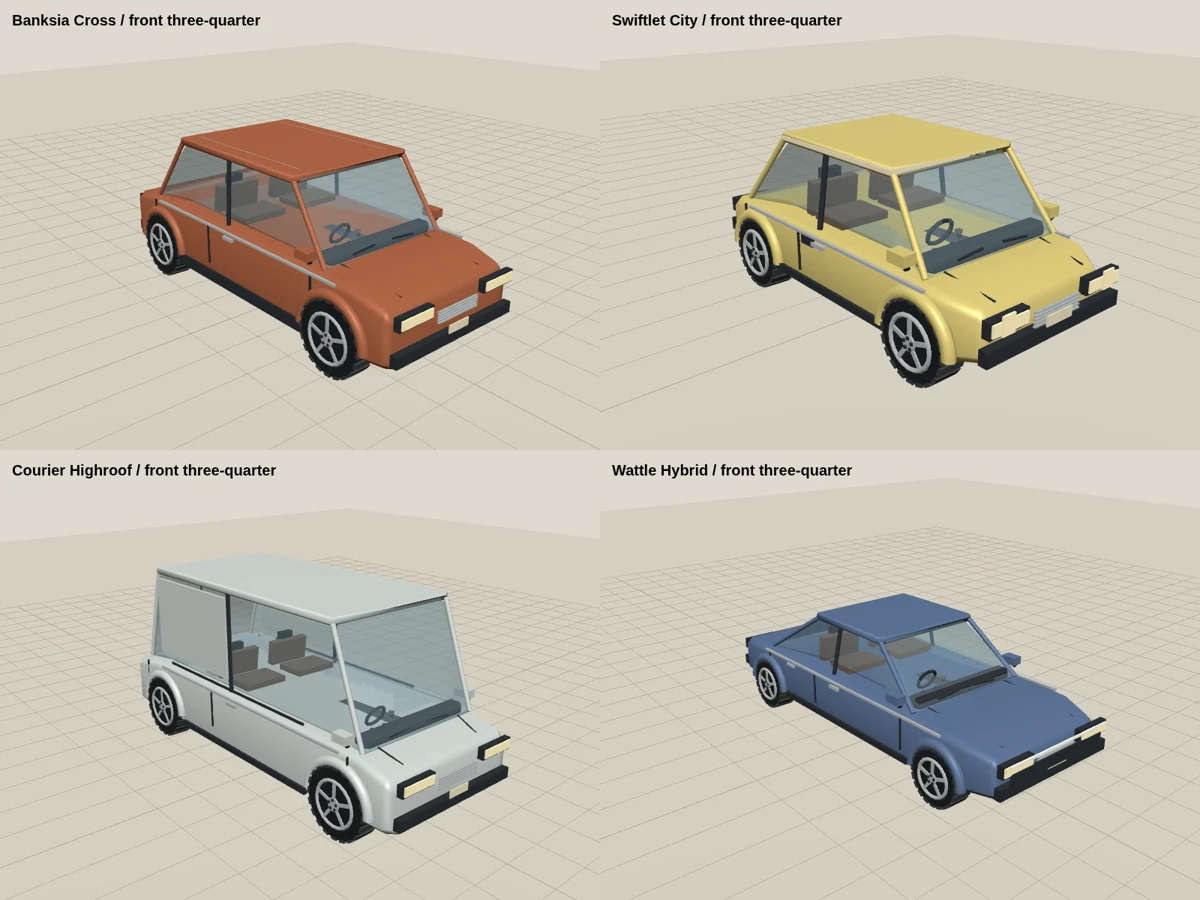 Banksia Cross / front three-quarter
Swiftlet City / front three-quarter
Courier Highroof / front three-quarter
Wattle Hybrid / front three-quarter